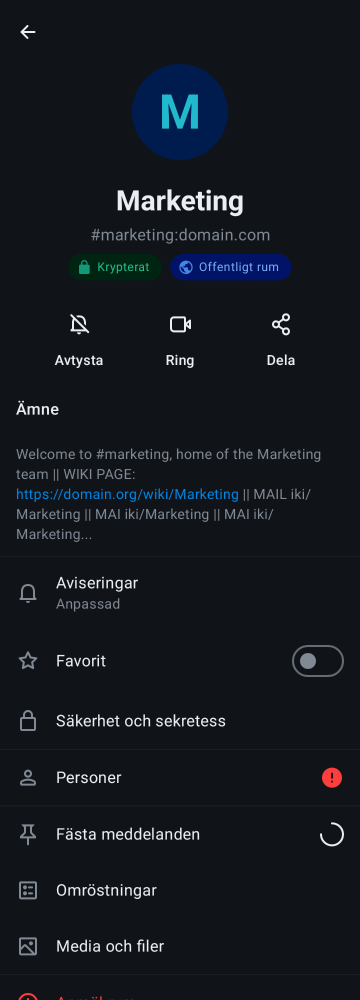 M
Marketing
#marketing:domain.com
Krypterat
Offentligt rum
Avtysta
Ring
Dela
Ämne
Welcome to #marketing, home of the Marketing
team || WIKI PAGE:
https://domain.org/wiki/Marketing || MAIL iki/
Marketing || MAI iki/Marketing || MAI iki/
Marketing...
Aviseringar
Anpassad
Favorit
Säkerhet och sekretess
Personer
Fästa meddelanden
Omröstningar
Media och filer